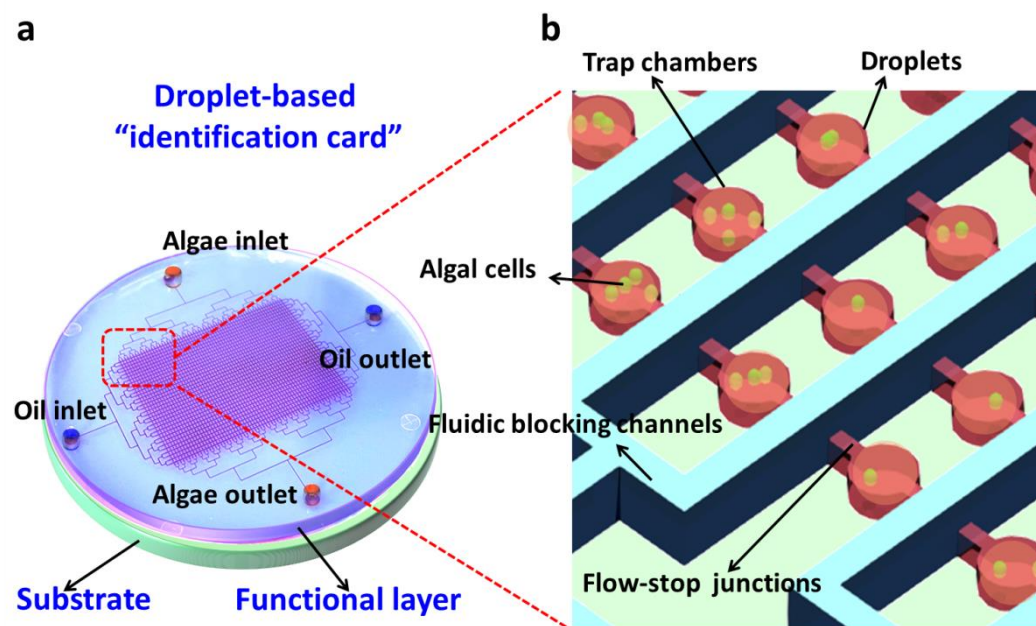 a
Droplet-based
“identification card”
Algae inlet
Oil outlet
Oil inlet
Algae outlet
Substrate
Functional layer
b
Trap chambers
Droplets
Algal cells
Fluidic blocking channels
Flow-stop junctions